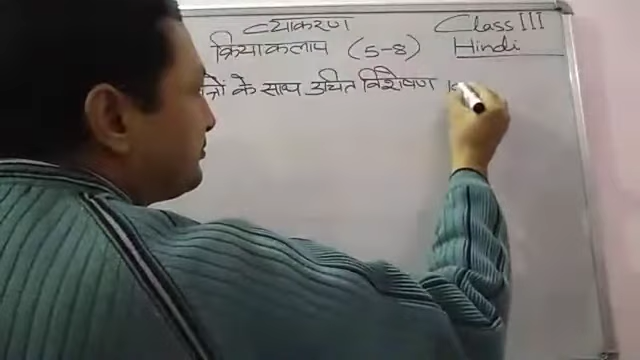 व्याकरण
Class III
क्रियाकलाप (5-8)
Hindi
के साथ उचित विशेषण